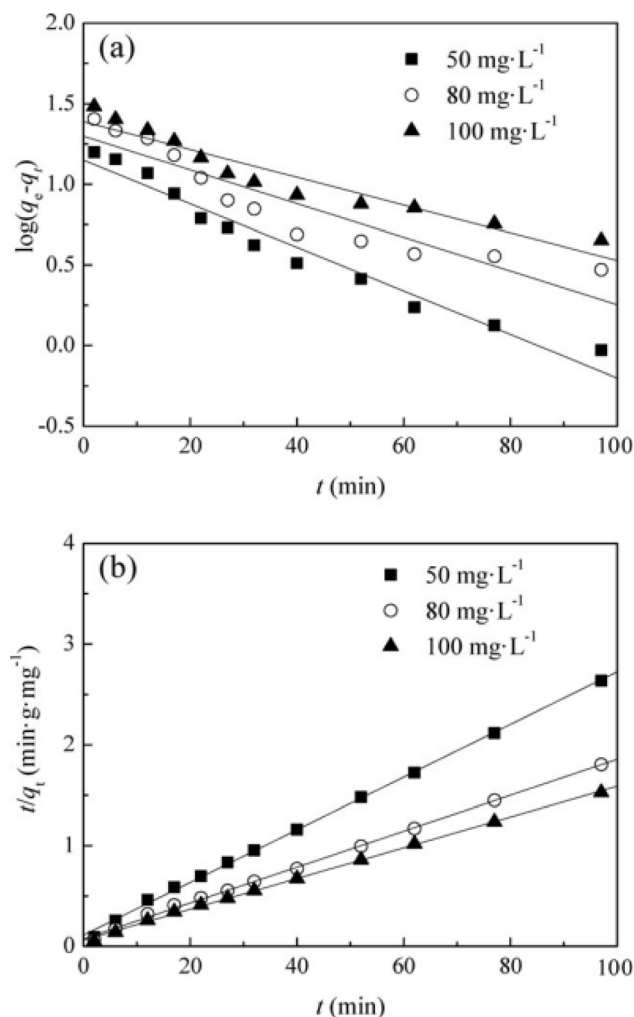 (a)
50 mg·L⁻¹
80 mg·L⁻¹
100 mg·L⁻¹
2.0
1.5
1.0
0.5
0.0
-0.5
log(qₑ-qₜ)
0 20 40 60 80 100
t (min)
(b)
50 mg·L⁻¹
80 mg·L⁻¹
100 mg·L⁻¹
4
3
2
1
0
t/qₜ (min·g·mg⁻¹)
0 20 40 60 80 100
t (min)